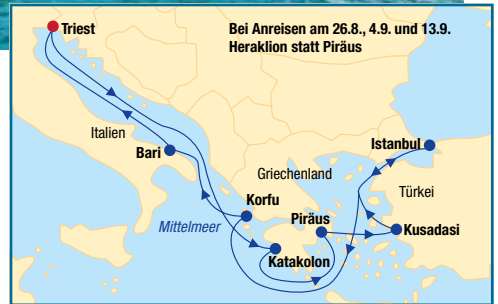 Triest
Bei Anreisen am 26.8., 4.9. und 13.9.
Heraklion statt Piräus
Italien
Bari
Istanbul
Griechenland
Türkei
Korfu
Mittelmeer
Piräus
Kusadasi
Katakolon